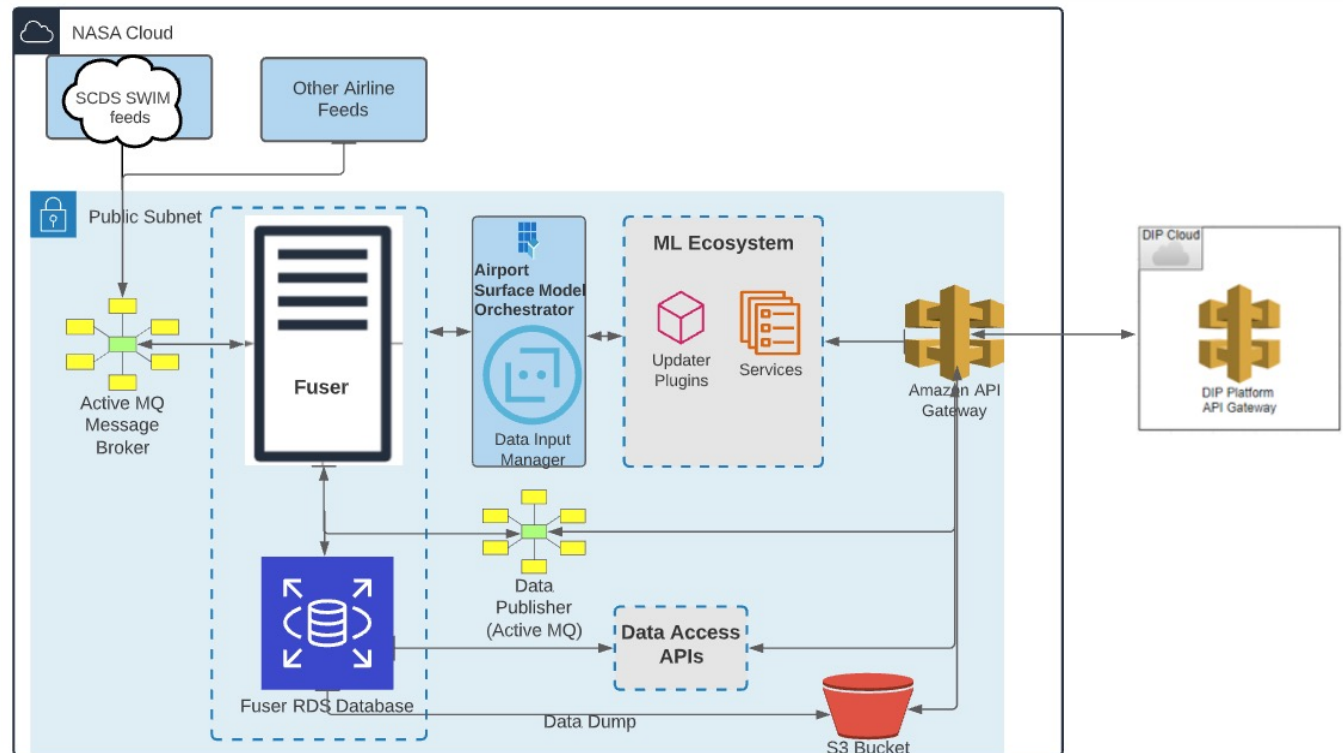 NASA Cloud
SCDS SWIM
feeds
Other Airline
Feeds
Public Subnet
Fuser
Airport
Surface Model
Orchestrator
Data Input
Manager
ML Ecosystem
Updater
Plugins
Services
Active MQ
Message
Broker
Amazon API
Gateway
DIP Cloud
DIP Platform
API Gateway
Data
Publisher
(Active MQ)
Data Access
APIs
Fuser RDS Database
Data Dump
S3 Bucket